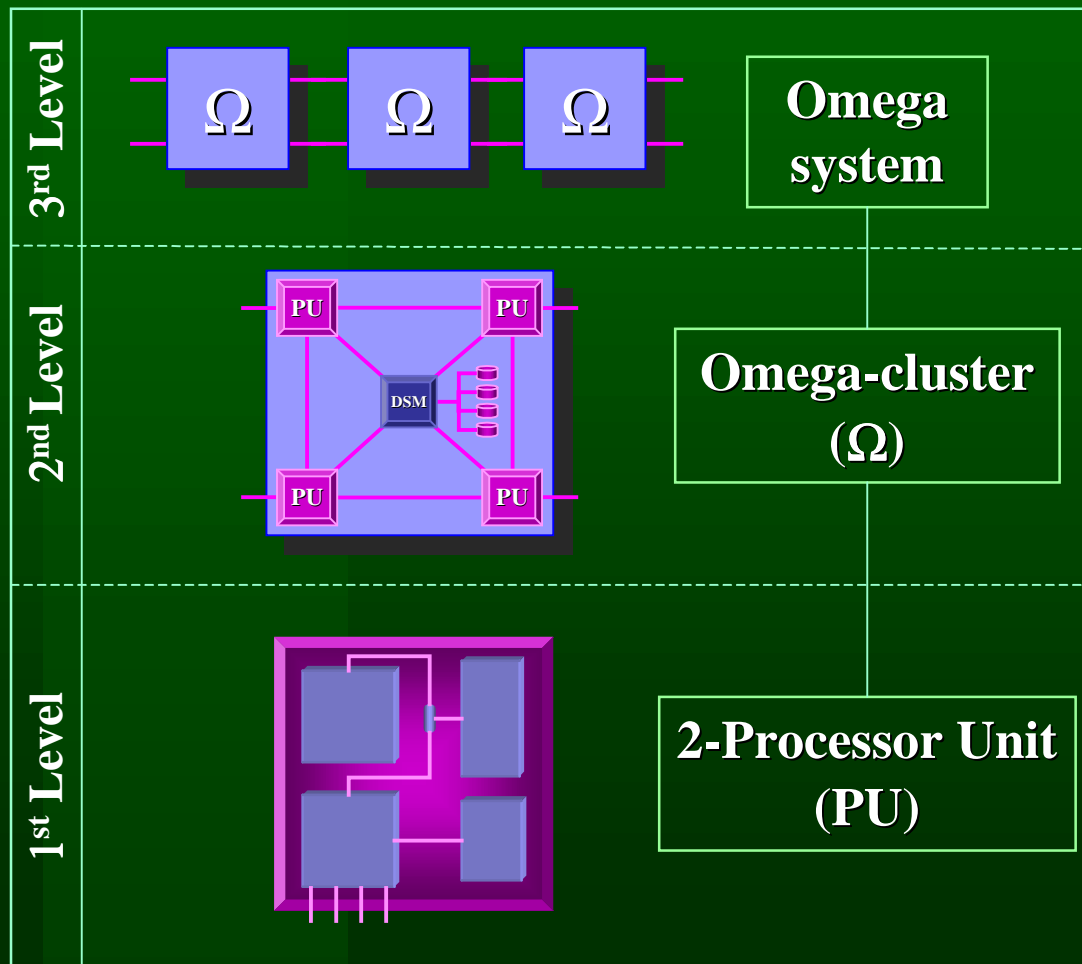 3rd Level
Ω Ω Ω
Omega
system
2nd Level
PU PU
DSM
PU PU
Omega-cluster
(Ω)
1st Level
2-Processor Unit
(PU)